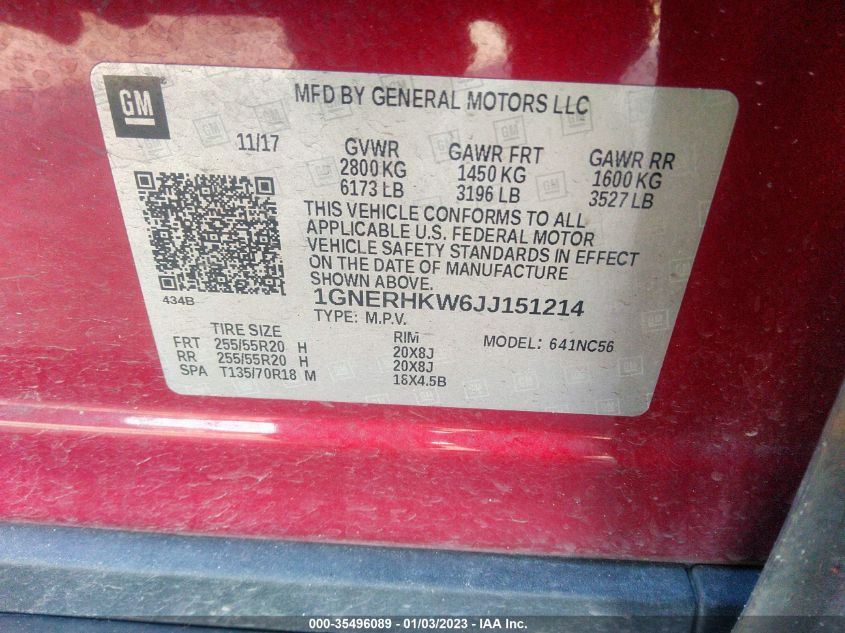 GM
MFD BY GENERAL MOTORS LLC
11/17 GVWR GAWR FRT GAWR RR
2800 KG 1450 KG 1600 KG
6173 LB 3196 LB 3527 LB
THIS VEHICLE CONFORMS TO ALL
APPLICABLE U.S. FEDERAL MOTOR
VEHICLE SAFETY STANDARDS IN EFFECT
ON THE DATE OF MANUFACTURE
SHOWN ABOVE.
434B
1GNERHKW6JJ151214
TYPE: M.P.V.
TIRE SIZE RIM MODEL: 641NC56
FRT 255/55R20 H 20X8J
RR 255/55R20 H 20X8J
SPA T135/70R18 M 18X4.5B
000-35496089 - 01/03/2023 - IAA Inc.